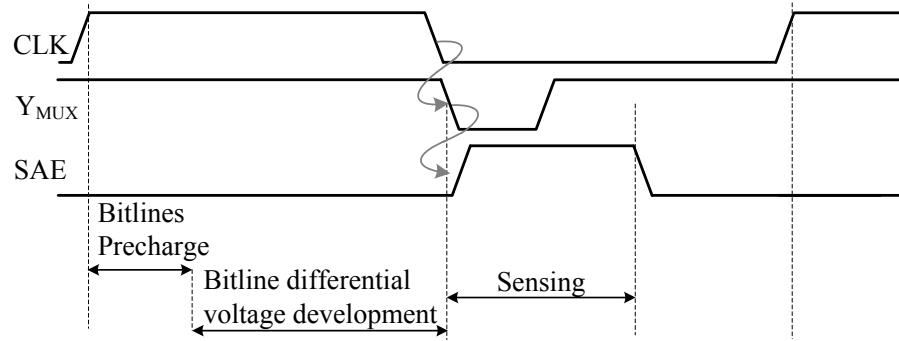 CLK
YMUX
SAE
Bitlines
Precharge
Bitline differential
voltage development
Sensing